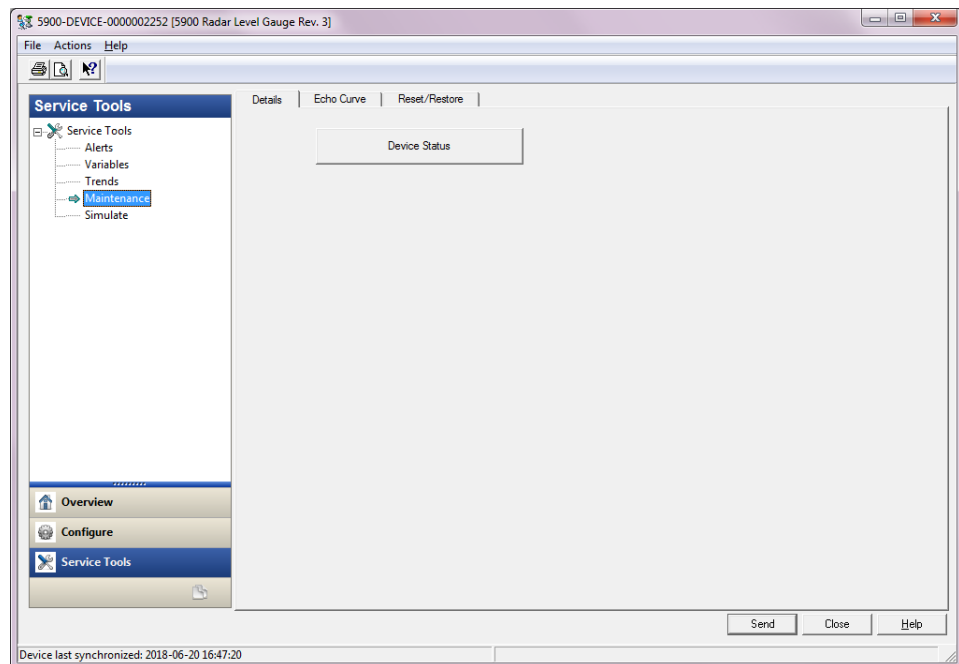 5900-DEVICE-0000002252 [5900 Radar Level Gauge Rev. 3]
File Actions Help
Service Tools
Service Tools
Alerts
Variables
Trends
Maintenance
Simulate
Overview
Configure
Service Tools
Details Echo Curve Reset/Restore
Device Status
Send Close Help
Device last synchronized: 2018-06-20 16:47:20